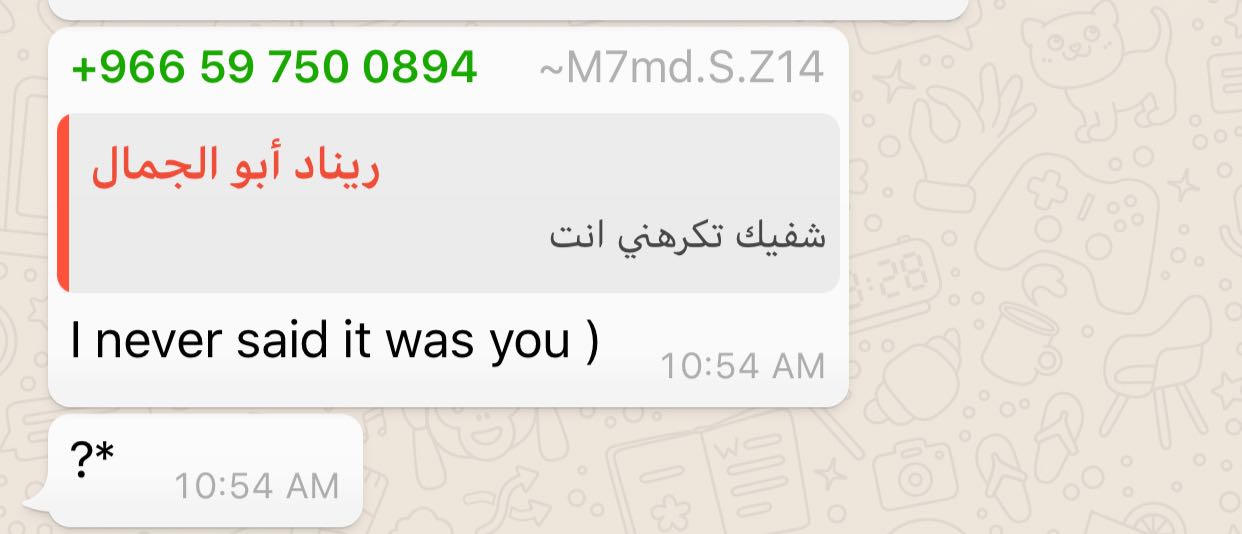 +966 59 750 0894 ~M7md.S.Z14
ريناد أبو الجمال
شفيك تكرهني انت
I never said it was you )
10:54 AM
?*
10:54 AM